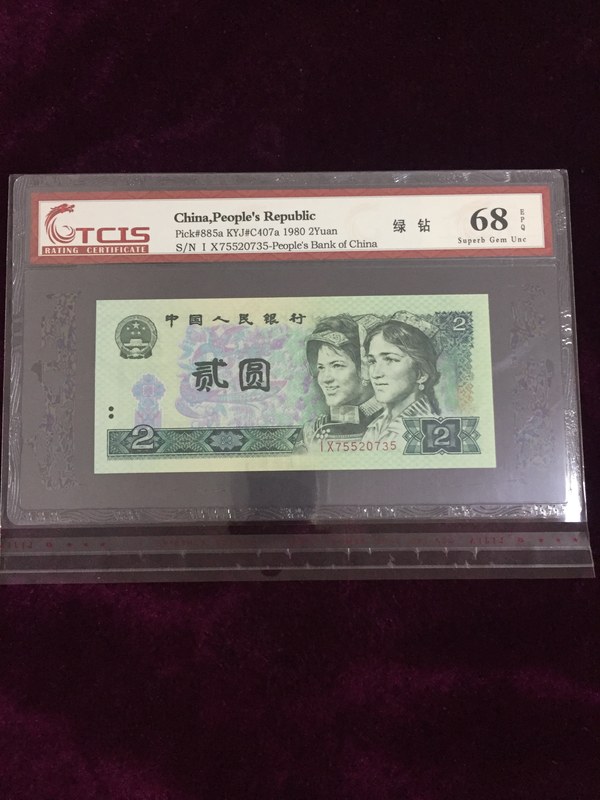 TCIS
RATING CERTIFICATE
China,People's Republic
Pick#885a KYJ#C407a 1980 2Yuan
S/N I X75520735-People's Bank of China
绿 钻
68 EPQ
Superb Gem Unc
中国人民银行
2
贰圆
2
2
IX75520735